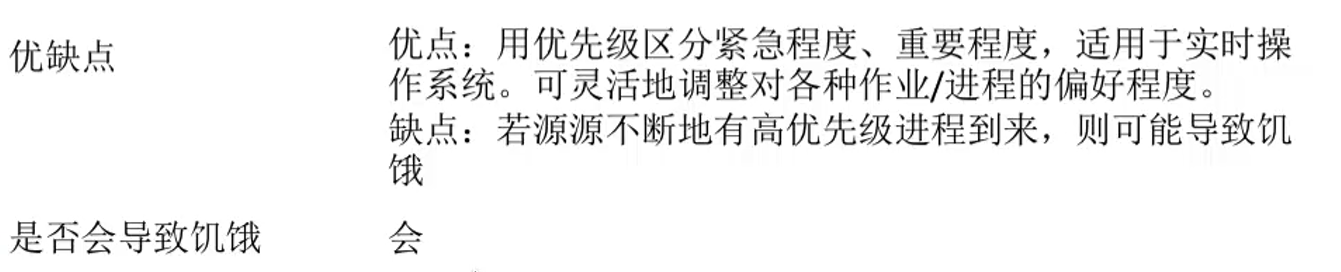 优缺点
优点：用优先级区分紧急程度、重要程度，适用于实时操
作系统。可灵活地调整对各种作业/进程的偏好程度。
缺点：若源源不断地有高优先级进程到来，则可能导致饥
饿
是否会导致饥饿 会